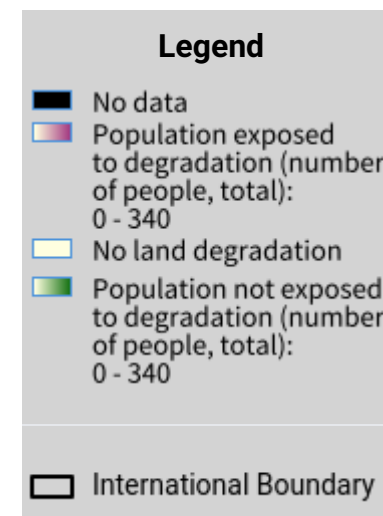 Legend
No data
Population exposed
to degradation (number
of people, total):
0 - 340
No land degradation
Population not exposed
to degradation (number
of people, total):
0 - 340
International Boundary